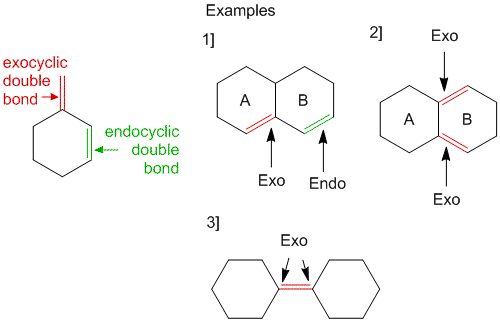 Examples
exocyclic
double
bond
endocyclic
double
bond
1]
A
B
Exo
Endo
2]
Exo
A
B
Exo
3]
Exo